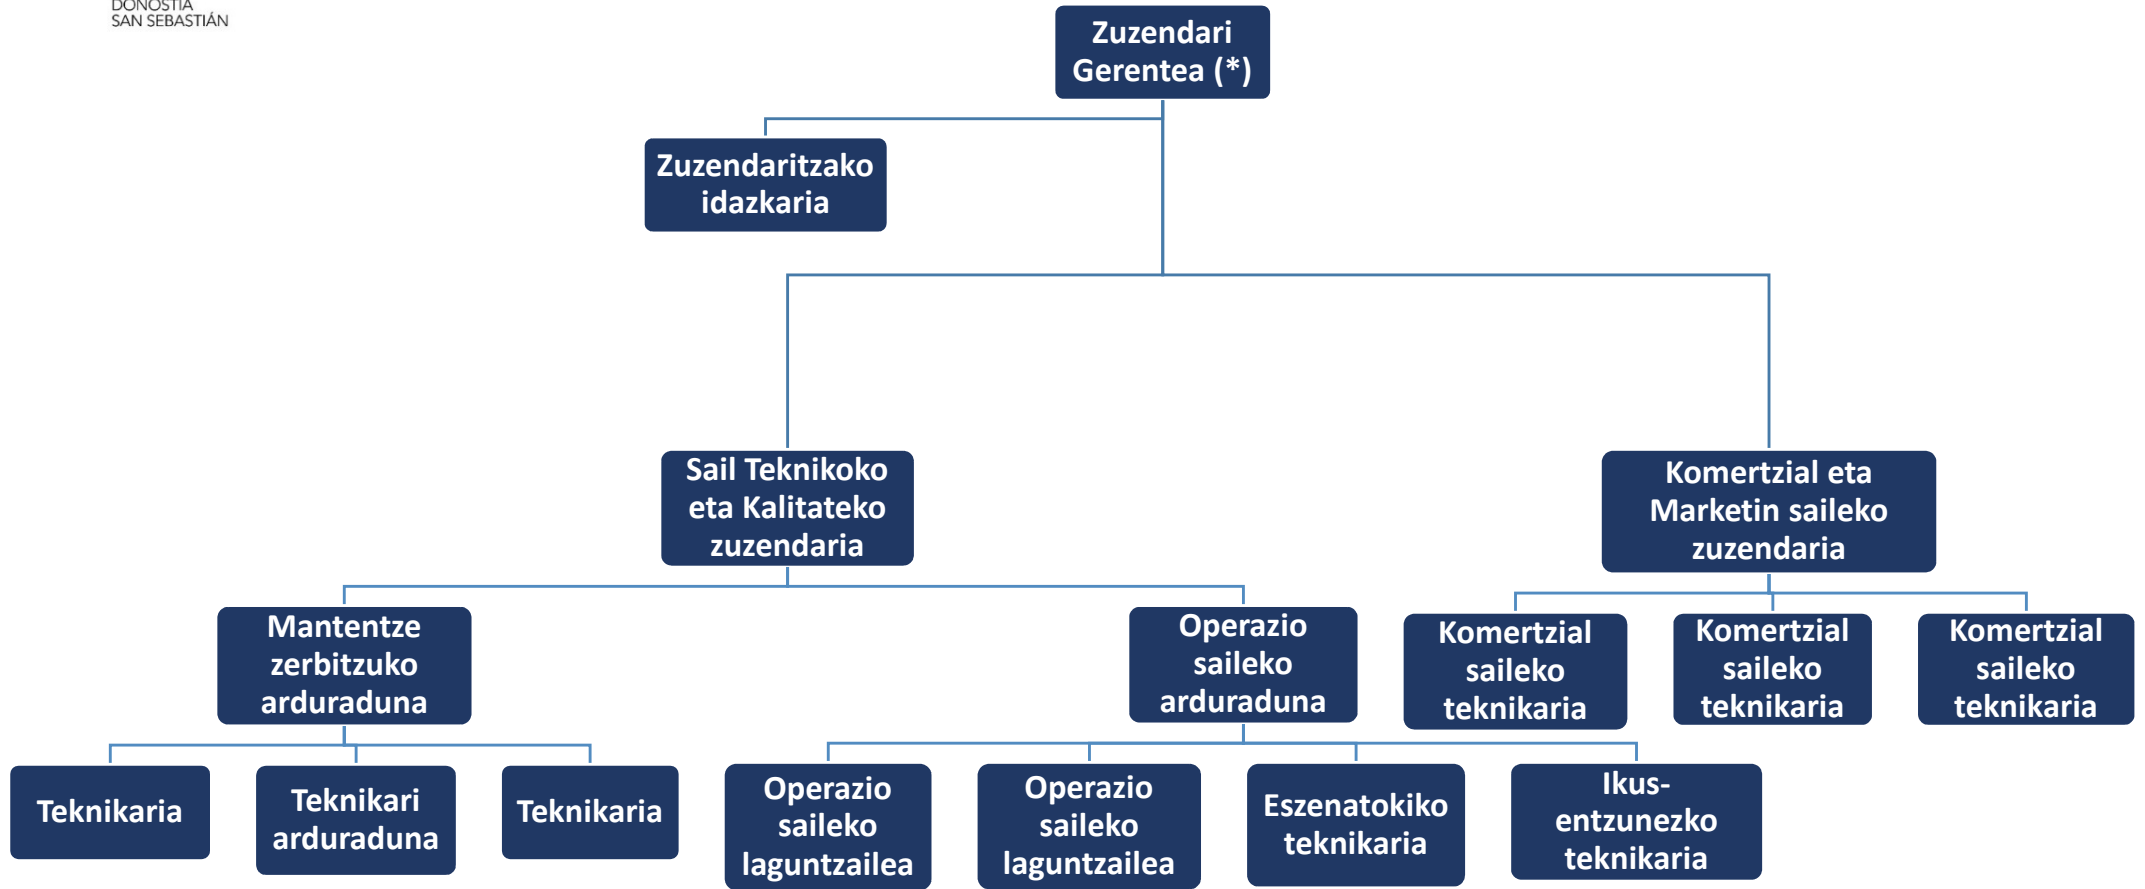 DONOSTIA
SAN SEBASTIÁN
Zuzendari
Gerentea (*)
Zuzendaritzako
idazkaria
Sail Teknikoko
eta Kalitateko
zuzendaria
Komertzial eta
Marketin saileko
zuzendaria
Mantentze
zerbitzuko
arduraduna
Operazio
saileko
arduraduna
Komertzial
saileko
teknikaria
Komertzial
saileko
teknikaria
Komertzial
saileko
teknikaria
Teknikaria
Teknikari
arduraduna
Teknikaria
Operazio
saileko
laguntzailea
Operazio
saileko
laguntzailea
Eszenatokiko
teknikaria
Ikus-
entzunezko
teknikaria